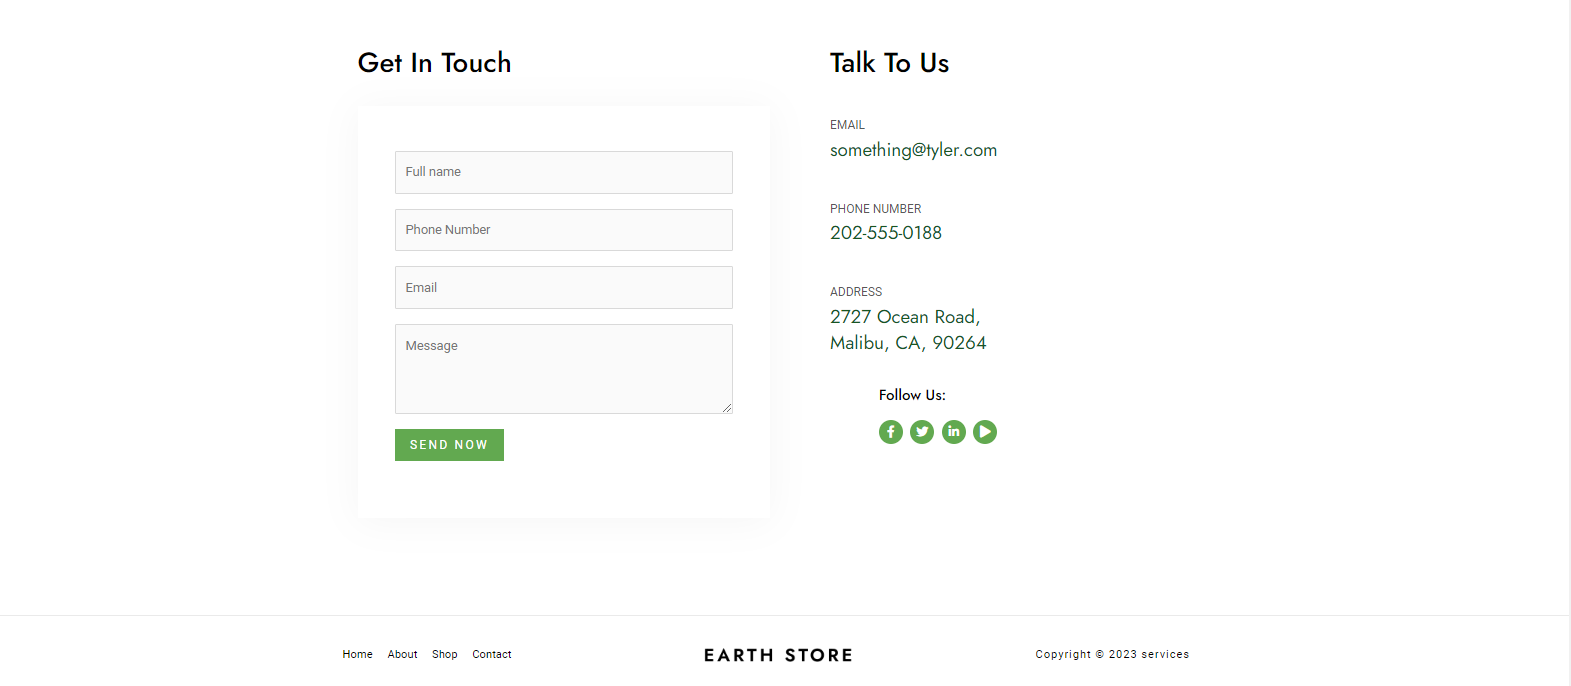 Get In Touch
Full name
Phone Number
Email
Message
SEND NOW
Talk To Us
EMAIL
something@tyler.com
PHONE NUMBER
202-555-0188
ADDRESS
2727 Ocean Road,
Malibu, CA, 90264
Follow Us:
Home About Shop Contact
EARTH STORE
Copyright © 2023 services